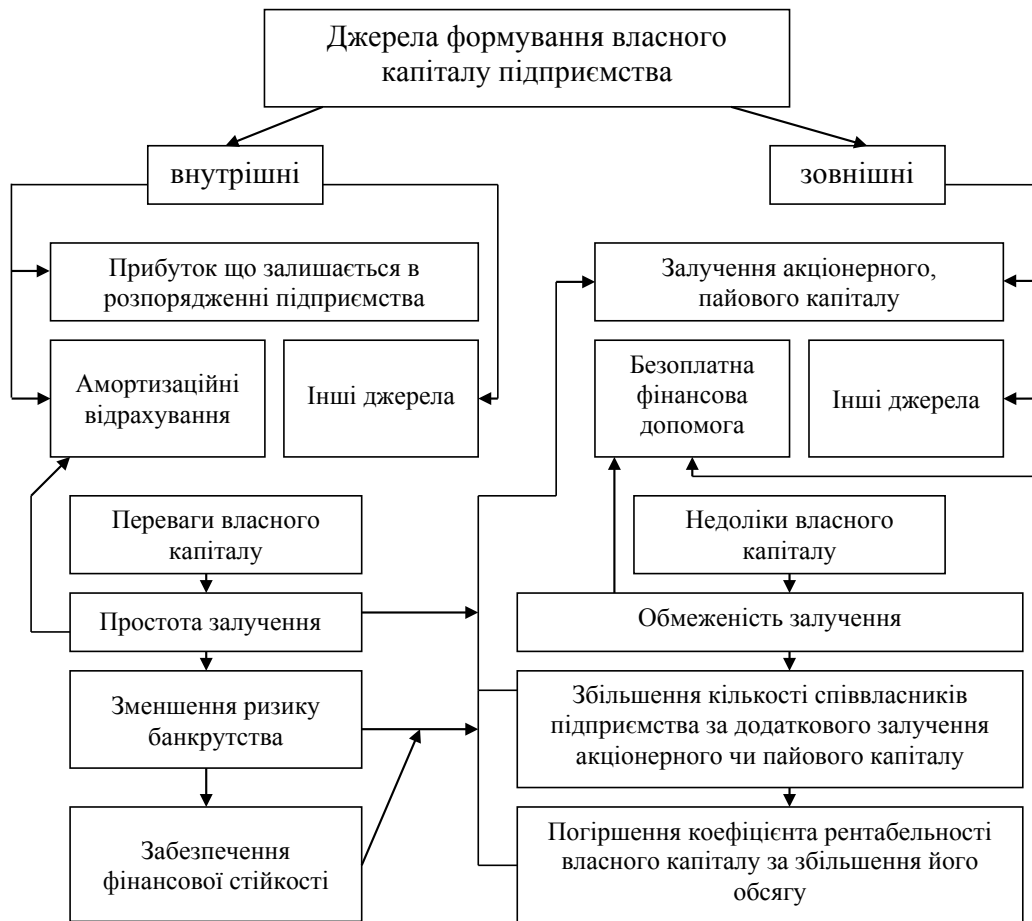 Джерела формування власного
капіталу підприємства
внутрішні
зовнішні
Прибуток що залишається в
розпорядженні підприємства
Залучення акціонерного,
пайового капіталу
Амортизаційні
відрахування
Інші джерела
Безоплатна
фінансова
допомога
Інші джерела
Переваги власного
капіталу
Недоліки власного
капіталу
Простота залучення
Обмеженість залучення
Зменшення ризику
банкрутства
Збільшення кількості співвласників
підприємства за додаткового залучення
акціонерного чи пайового капіталу
Забезпечення
фінансової стійкості
Погіршення коефіцієнта рентабельності
власного капіталу за збільшення його
обсягу